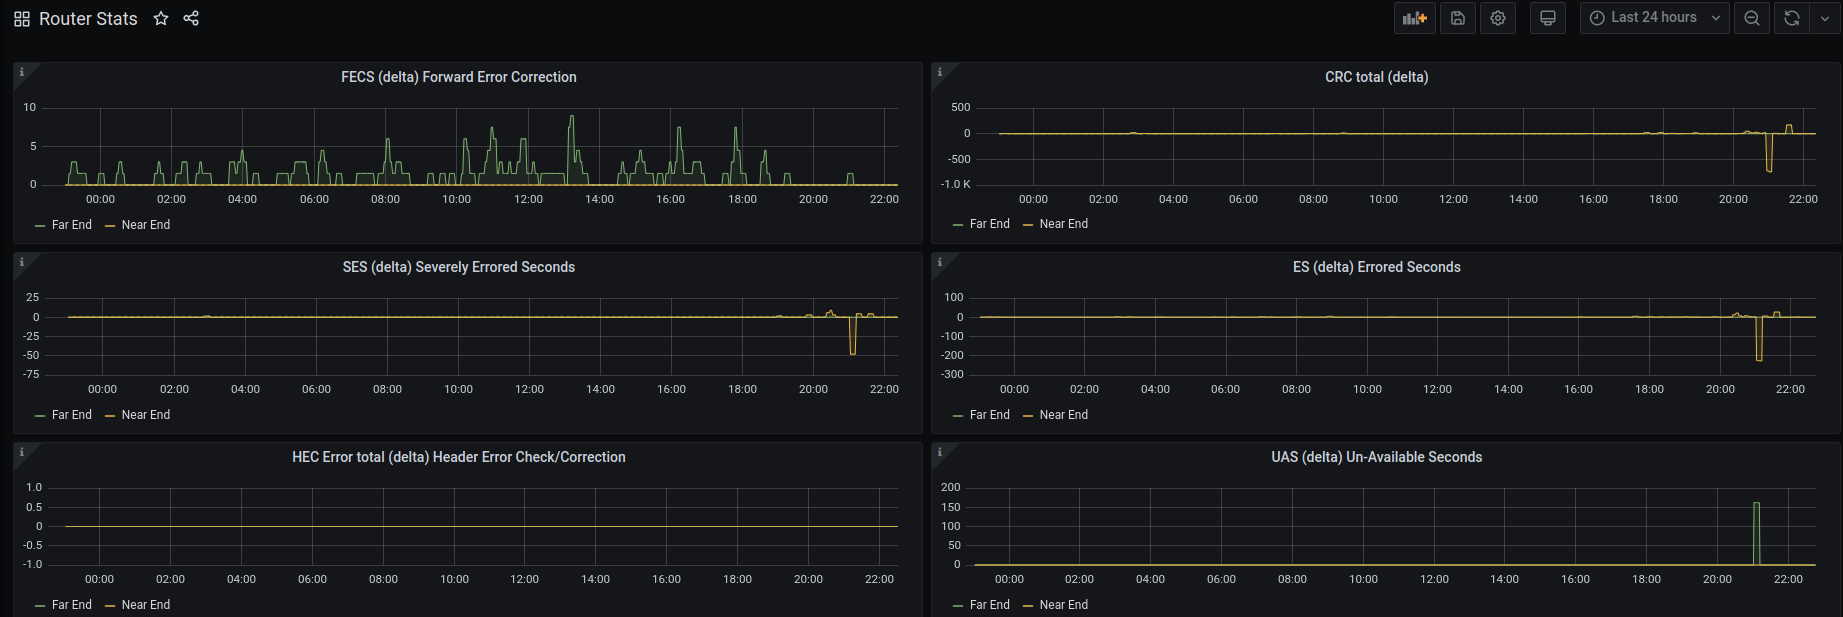 Router Stats
Last 24 hours
FECS (delta) Forward Error Correction
10
5
0
00:00 02:00 04:00 06:00 08:00 10:00 12:00 14:00 16:00 18:00 20:00 22:00
Far End Near End
CRC total (delta)
500
0
-500
-1.0 K
00:00 02:00 04:00 06:00 08:00 10:00 12:00 14:00 16:00 18:00 20:00 22:00
Far End Near End
SES (delta) Severely Errored Seconds
25
0
-25
-50
-75
00:00 02:00 04:00 06:00 08:00 10:00 12:00 14:00 16:00 18:00 20:00 22:00
Far End Near End
ES (delta) Errored Seconds
100
0
-100
-200
-300
00:00 02:00 04:00 06:00 08:00 10:00 12:00 14:00 16:00 18:00 20:00 22:00
Far End Near End
HEC Error total (delta) Header Error Check/Correction
1.0
0.5
0
-0.5
-1.0
00:00 02:00 04:00 06:00 08:00 10:00 12:00 14:00 16:00 18:00 20:00 22:00
Far End Near End
UAS (delta) Un-Available Seconds
200
150
100
50
0
00:00 02:00 04:00 06:00 08:00 10:00 12:00 14:00 16:00 18:00 20:00 22:00
Far End Near End